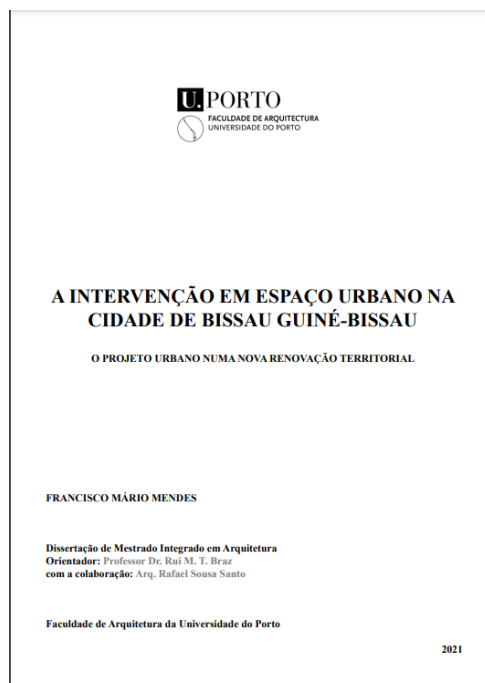 U. PORTO
FACULDADE DE ARQUITECTURA
UNIVERSIDADE DO PORTO
A INTERVENÇÃO EM ESPAÇO URBANO NA
CIDADE DE BISSAU GUINÉ-BISSAU
O PROJETO URBANO NUMA NOVA RENOVAÇÃO TERRITORIAL
FRANCISCO MÁRIO MENDES
Dissertação de Mestrado Integrado em Arquitetura
Orientador: Professor Dr. Rui M. T. Braz
com a colaboração: Arq. Rafael Sousa Santo
Faculdade de Arquitetura da Universidade do Porto
2021